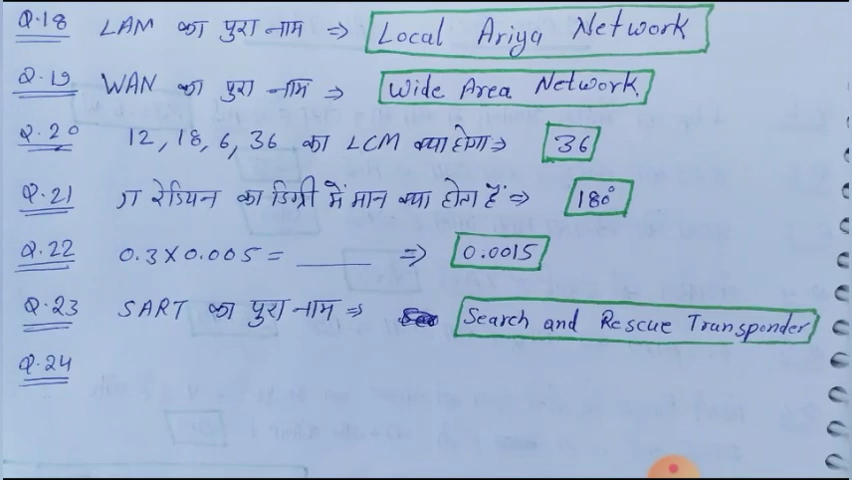 Q.18 LAM का पुरा नाम ⇒ Local Ariya Network
Q.19 WAN का पुरा नाम ⇒ Wide Area Network.
Q.20 12, 18, 6, 36 का LCM क्या होगा ⇒ 36
Q.21 π रेडियन का डिग्री में मान क्या होता हैं ⇒ 180°
Q.22 0.3 X 0.005 = ____ ⇒ 0.0015
Q.23 SART का पुरा नाम ⇒ Search and Rescue Transponder
Q.24